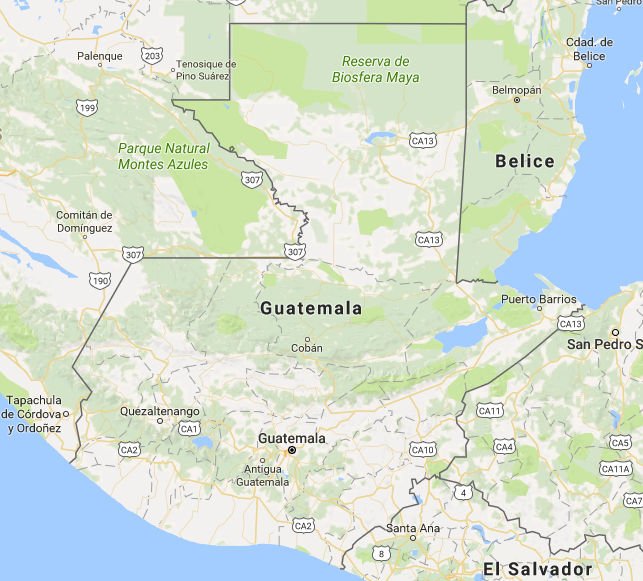 San Pedro
Cdad. de
Belice
Palenque
203
Tenosique de
Pino Suárez
Reserva de
Biosfera Maya
Belmopán
199
CA13
Parque Natural
Montes Azules
Belice
307
Comitán de
Domínguez
CA13
307
307
190
Puerto Barrios
Guatemala
CA13
San Pedro S
Cobán
Tapachula
de Córdova
y Ordoñez
Quezaltenango
CA11
CA1
Guatemala
CA2
CA10
CA4
CA5
Antigua
Guatemala
CA11A
4
CA7
CA2
Santa Ana
8
El Salvador